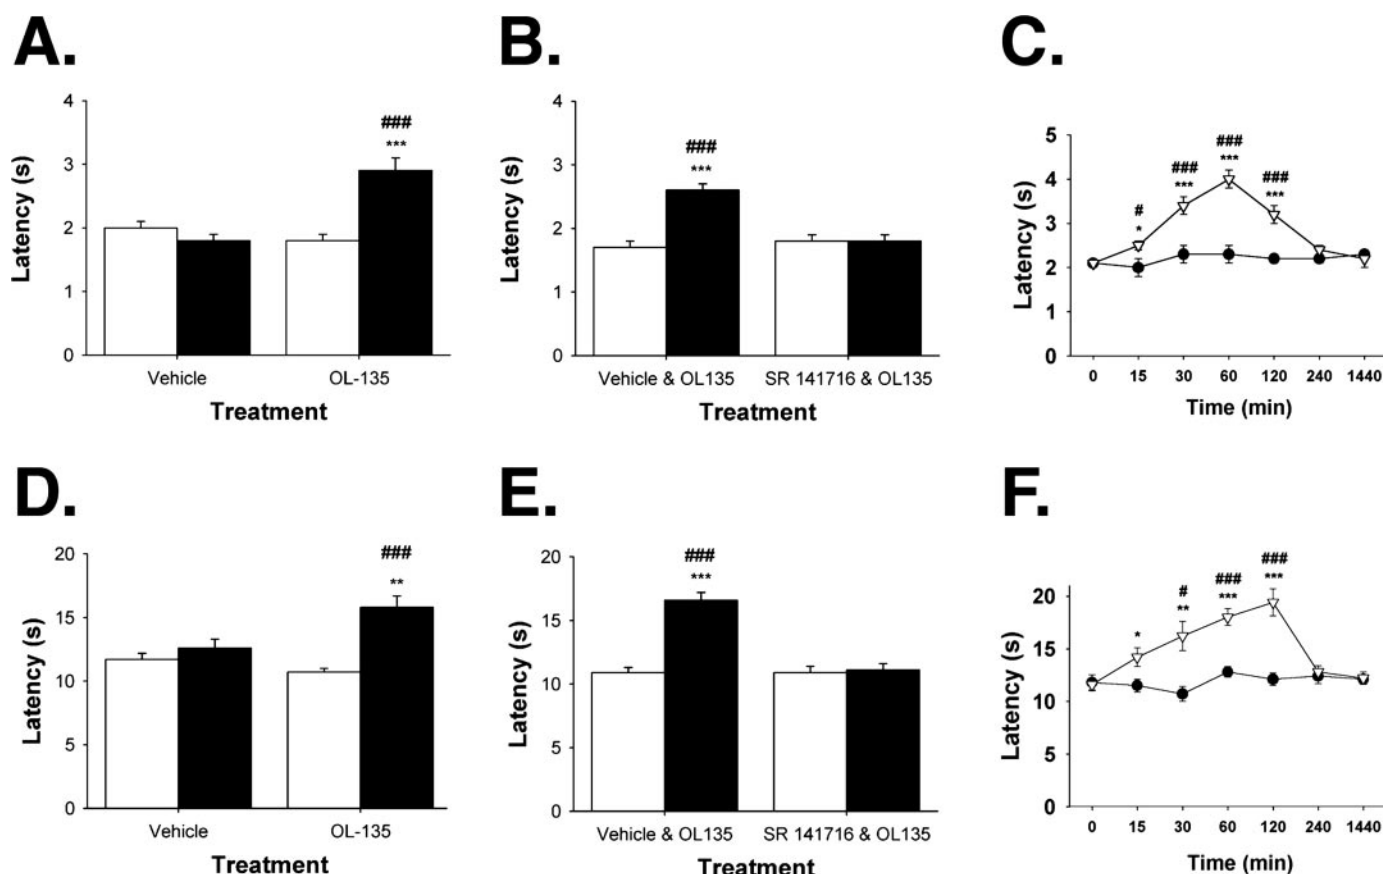 A.
B.
C.
Latency (s)
4
3
2
1
0
###
***
Vehicle
OL-135
Treatment
Latency (s)
4
3
2
1
0
###
***
Vehicle & OL135
SR 141716 & OL135
Treatment
Latency (s)
5
4
3
2
1
0
#
*
###
***
###
***
###
***
0 15 30 60 120 240 1440
Time (min)
D.
E.
F.
Latency (s)
20
15
10
5
0
###
**
Vehicle
OL-135
Treatment
Latency (s)
20
15
10
5
0
###
***
Vehicle & OL135
SR 141716 & OL135
Treatment
Latency (s)
20
15
10
5
0
*
#
**
###
***
###
***
0 15 30 60 120 240 1440
Time (min)